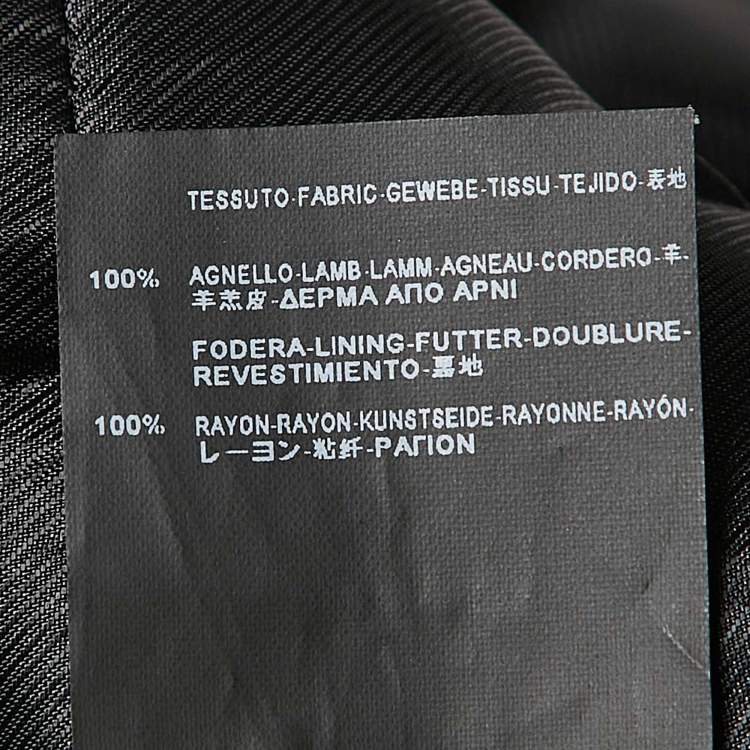 TESSUTO-FABRIC-GEWEBE-TISSU-TEJIDO-表地
100% AGNELLO-LAMB-LAMM-AGNEAU-CORDERO-羊-
羊羔皮-ΔΕΡΜΑ ΑΠΟ ΑΡΝΙ
FODERA-LINING-FUTTER-DOUBLURE-
REVESTIMIENTO-裏地
100% RAYON-RAYON-KUNSTSEIDE-RAYONNE-RAYÓN-
レーヨン-粘纤-ΡΑΓΙΟΝ